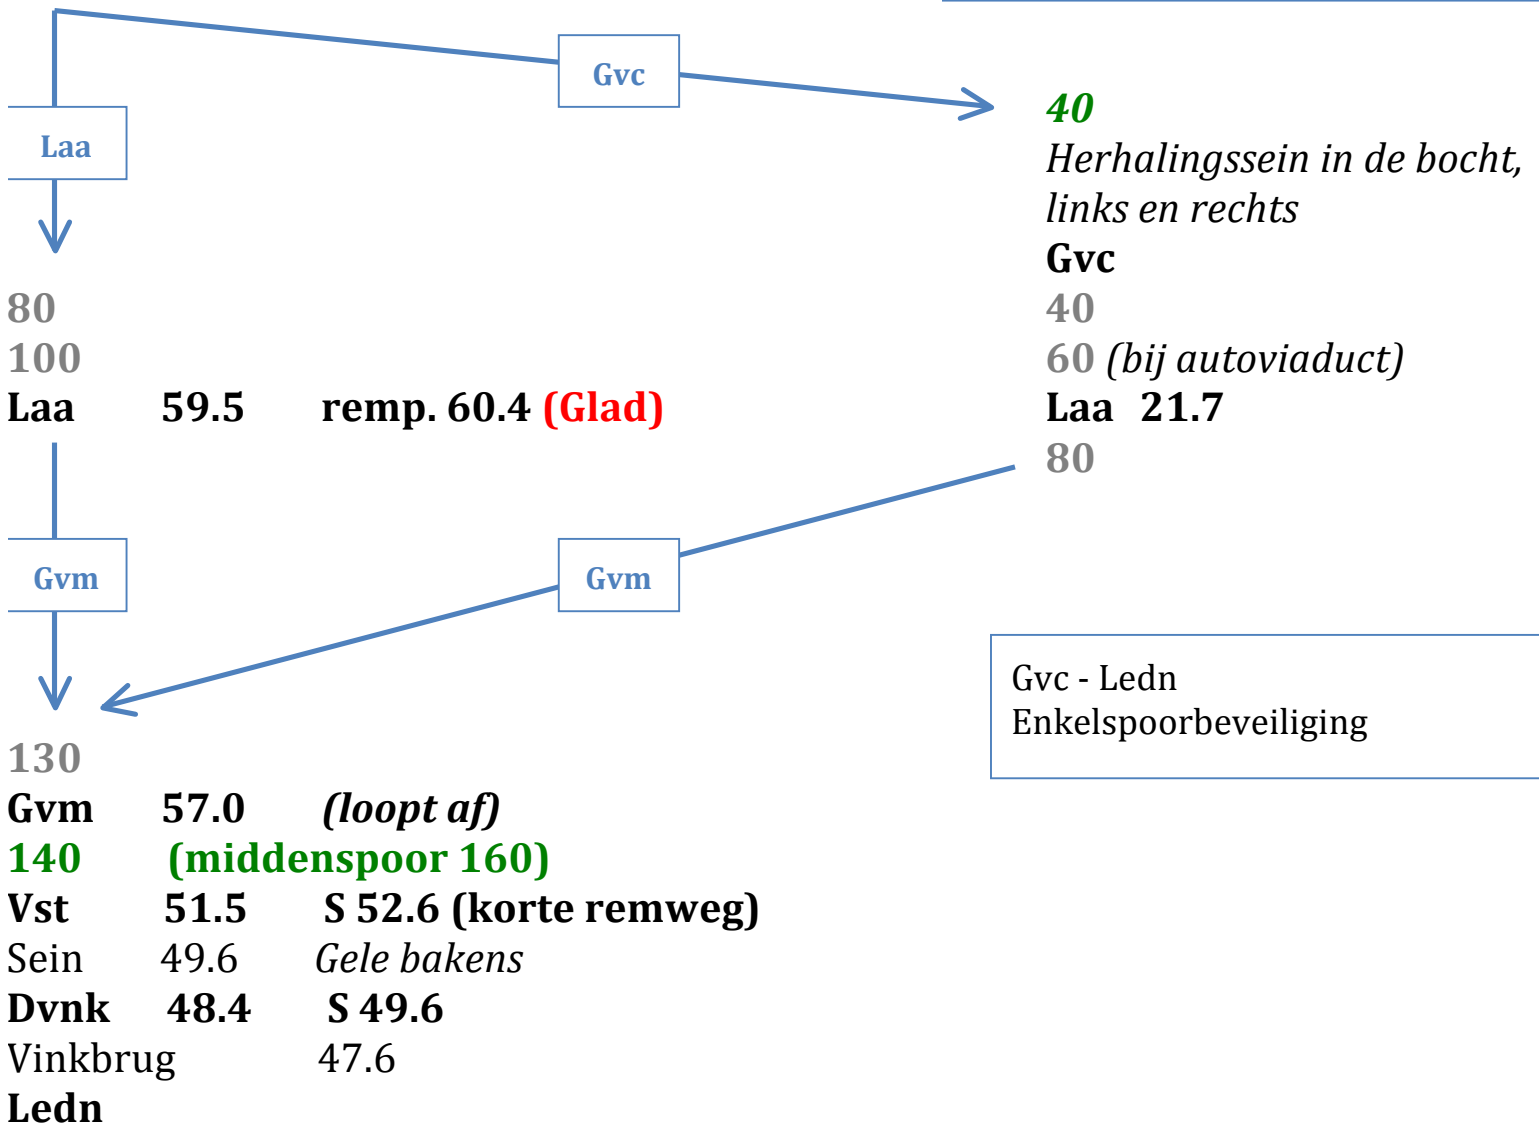 Gvc
Laa
40
Herhalingssein in de bocht,
links en rechts
Gvc
40
60 (bij autoviaduct)
Laa 21.7
80
80
100
Laa 59.5 remp. 60.4 (Glad)
Gvm
Gvm
Gvc - Ledn
Enkelspoorbeveiliging
130
Gvm 57.0 (loopt af)
140 (middenspoor 160)
Vst 51.5 S 52.6 (korte remweg)
Sein 49.6 Gele bakens
Dvnk 48.4 S 49.6
Vinkbrug 47.6
Ledn